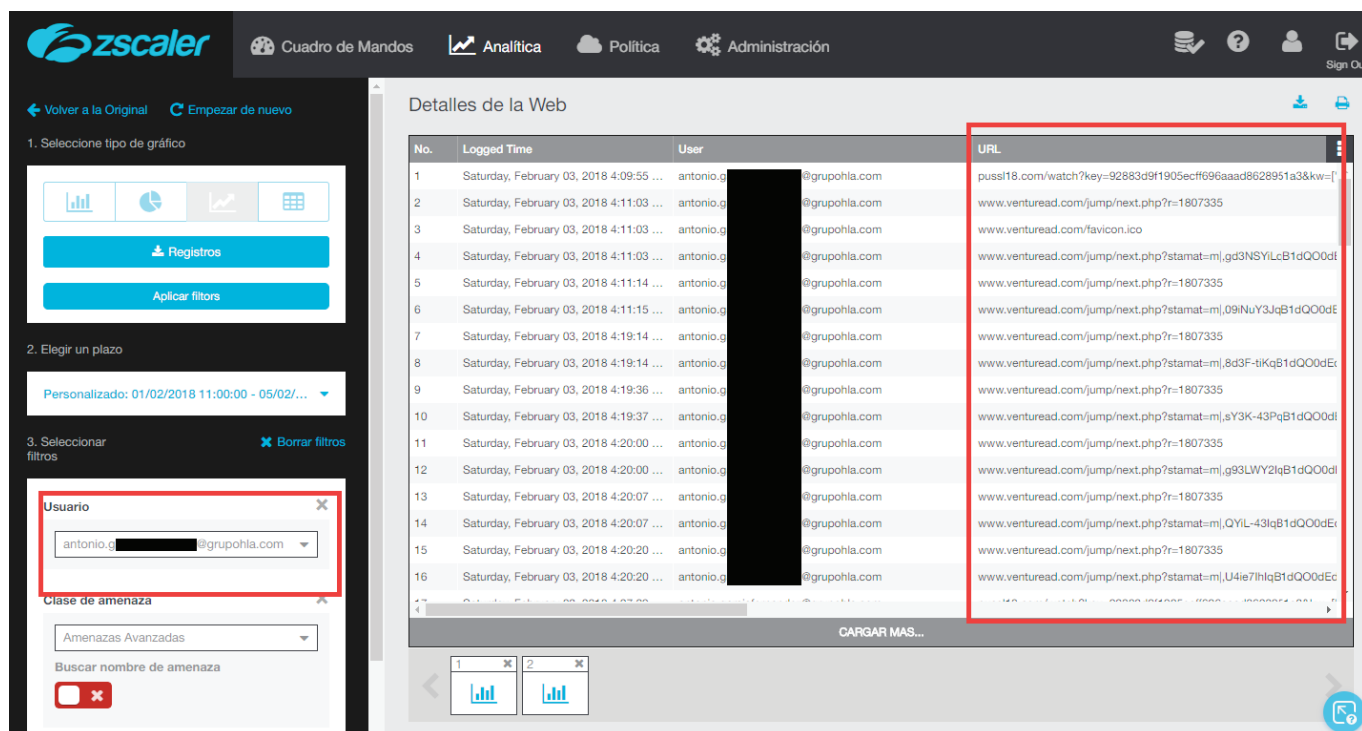 zscaler
Cuadro de Mandos
Analítica
Política
Administración
Sign Ou
Volver a la Original
Empezar de nuevo
1. Seleccione tipo de gráfico
Registros
Aplicar filtors
2. Elegir un plazo
Personalizado: 01/02/2018 11:00:00 - 05/02/...
3. Seleccionar filtros
Borrar filtros
Usuario
antonio.g @grupohla.com
Clase de amenaza
Amenazas Avanzadas
Buscar nombre de amenaza
Detalles de la Web
No. Logged Time User URL
1 Saturday, February 03, 2018 4:09:55 ... antonio.g @grupohla.com pussl18.com/watch?key=92883d9f1905ecff696aaad8628951a3&kw=["
2 Saturday, February 03, 2018 4:11:03 ... antonio.g @grupohla.com www.venturead.com/jump/next.php?r=1807335
3 Saturday, February 03, 2018 4:11:03 ... antonio.g @grupohla.com www.venturead.com/favicon.ico
4 Saturday, February 03, 2018 4:11:03 ... antonio.g @grupohla.com www.venturead.com/jump/next.php?stamat=m|,gd3NSYiLcB1dQO0dE
5 Saturday, February 03, 2018 4:11:14 ... antonio.g @grupohla.com www.venturead.com/jump/next.php?r=1807335
6 Saturday, February 03, 2018 4:11:15 ... antonio.g @grupohla.com www.venturead.com/jump/next.php?stamat=m|,09iNuY3JqB1dQO0dE
7 Saturday, February 03, 2018 4:19:14 ... antonio.g @grupohla.com www.venturead.com/jump/next.php?r=1807335
8 Saturday, February 03, 2018 4:19:14 ... antonio.g @grupohla.com www.venturead.com/jump/next.php?stamat=m|,8d3F-tiKqB1dQO0dEc
9 Saturday, February 03, 2018 4:19:36 ... antonio.g @grupohla.com www.venturead.com/jump/next.php?r=1807335
10 Saturday, February 03, 2018 4:19:37 ... antonio.g @grupohla.com www.venturead.com/jump/next.php?stamat=m|,sY3K-43PqB1dQO0dE
11 Saturday, February 03, 2018 4:20:00 ... antonio.g @grupohla.com www.venturead.com/jump/next.php?r=1807335
12 Saturday, February 03, 2018 4:20:00 ... antonio.g @grupohla.com www.venturead.com/jump/next.php?stamat=m|,g93LWY2IqB1dQO0dE
13 Saturday, February 03, 2018 4:20:07 ... antonio.g @grupohla.com www.venturead.com/jump/next.php?r=1807335
14 Saturday, February 03, 2018 4:20:07 ... antonio.g @grupohla.com www.venturead.com/jump/next.php?stamat=m|,QYiL-43IqB1dQO0dEc
15 Saturday, February 03, 2018 4:20:20 ... antonio.g @grupohla.com www.venturead.com/jump/next.php?r=1807335
16 Saturday, February 03, 2018 4:20:20 ... antonio.g @grupohla.com www.venturead.com/jump/next.php?stamat=m|,U4ie7IhIqB1dQO0dEc
CARGAR MAS...
1
2